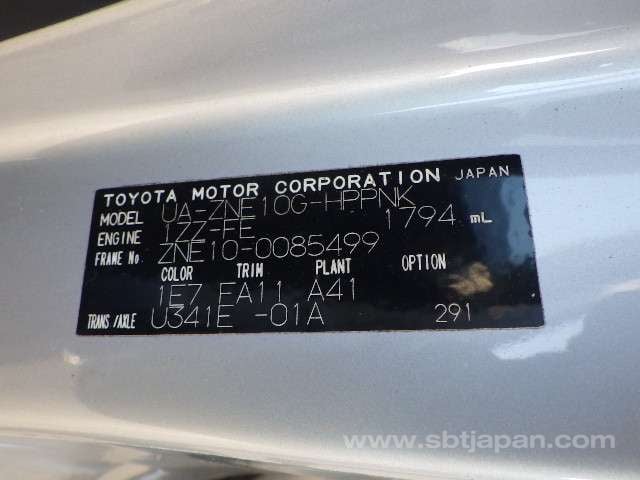 TOYOTA MOTOR CORPORATION JAPAN
MODEL UA-ZNE10G-HPPNK
ENGINE 1ZZ-FE 1794 mL
FRAME No. ZNE10-0085499
COLOR TRIM PLANT OPTION
1E7 FA11 A41
TRANS/AXLE U341E -01A 291
www.sbtjapan.com